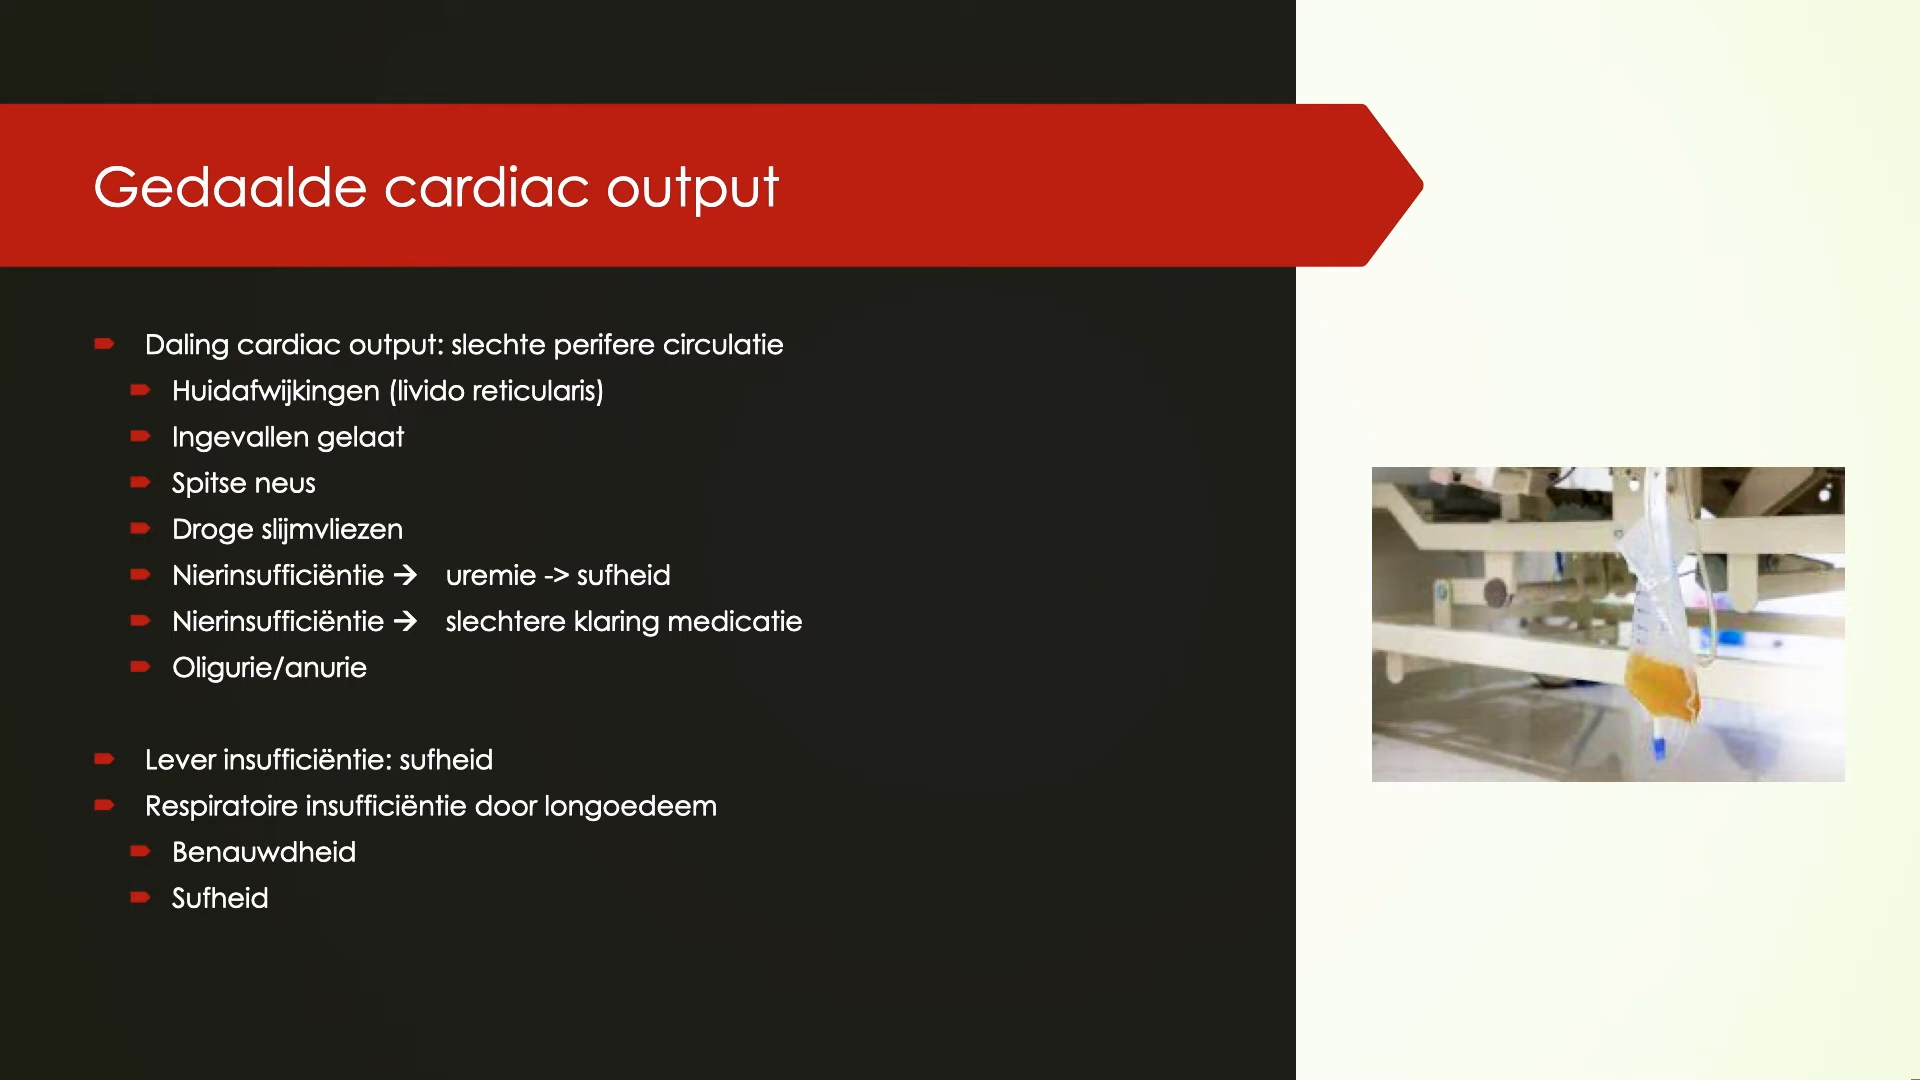 Gedaalde cardiac output
Daling cardiac output: slechte perifere circulatie
Huidafwijkingen (livido reticularis)
Ingevallen gelaat
Spitse neus
Droge slijmvliezen
Nierinsufficiëntie → uremie -> sufheid
Nierinsufficiëntie → slechtere klaring medicatie
Oligurie/anurie
Lever insufficiëntie: sufheid
Respiratoire insufficiëntie door longoedeem
Benauwdheid
Sufheid